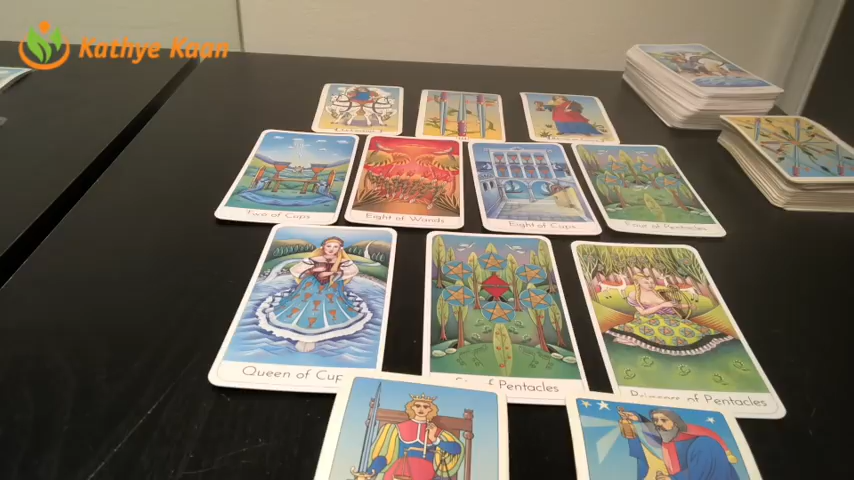 Kathye Kaan
Two of Cups
Eight of Wands
Eight of Cups
Four of Pentacles
Queen of Cup
of Pentacles
of Pentacles